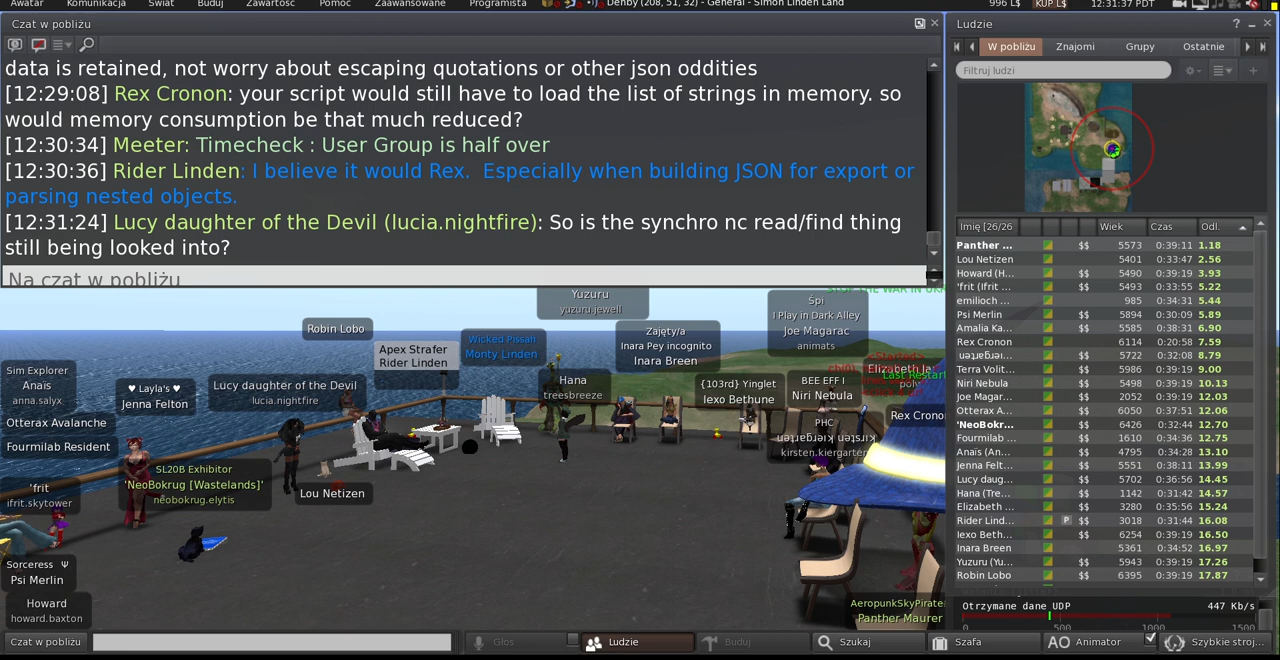 Awatar Komunikacja Świat Buduj Zawartość Pomoc Zaawansowane Programista Denby (208, 51, 32) - General - Simon Linden Land 996 L$ KUP L$ 12:31:37 PDT
Czat w pobliżu
data is retained, not worry about escaping quotations or other json oddities
[12:29:08] Rex Cronon: your script would still have to load the list of strings in memory. so
would memory consumption be that much reduced?
[12:30:34] Meeter: Timecheck : User Group is half over
[12:30:36] Rider Linden: I believe it would Rex.  Especially when building JSON for export or
parsing nested objects.
[12:31:24] Lucy daughter of the Devil (lucia.nightfire): So is the synchro nc read/find thing
still being looked into?
Na czat w pobliżu
Ludzie
W pobliżu Znajomi Grupy Ostatnie
Filtruj ludzi
Imię [26/26 Wiek Czas Odl.
Panther ... $$ 5573 0:39:11 1.18
Lou Netizen 5401 0:33:47 2.56
Howard (H... $$ 5490 0:39:19 3.93
'frit (Ifrit ... $$ 5493 0:33:55 5.22
emilioch ... 985 0:34:31 5.44
Psi Merlin $$ 5894 0:30:09 5.89
Amalia Ka... $$ 5585 0:38:31 6.90
Rex Cronon 6114 0:20:58 7.59
$$ 5722 0:32:08 8.79
Terra Volit... $$ 5986 0:39:19 9.00
Niri Nebula $$ 5498 0:39:19 10.13
Joe Magar... $$ 2052 0:39:19 12.03
Otterax A... $$ 6050 0:37:51 12.06
'NeoBokr... $$ 6426 0:32:44 12.70
Fourmilab ... $$ 1610 0:36:36 12.75
Anaïs (An... $$ 4795 0:34:28 13.10
Jenna Felt... $$ 5551 0:38:11 13.99
Lucy daug... $$ 5702 0:36:56 14.45
Hana (Tre... $$ 1142 0:31:42 14.57
Elizabeth ... $$ 3280 0:35:56 15.24
Rider Lind... P $$ 3018 0:31:44 16.08
Iexo Beth... $$ 6254 0:39:19 16.50
Inara Breen 5361 0:34:52 16.97
Yuzuru (Yu... $$ 5943 0:39:19 17.26
Robin Lobo $$ 6395 0:39:19 17.87
Otrzymane dane UDP 447 Kb/s
0 500 1000 1500
STOP THE WAR IN UKR
Yuzuru
yuzuru.jewell
Śpi
I Play in Dark Alley
Joe Magarac
animats
Robin Lobo
Wicked Pissah
Monty Linden
Zajęty/a
Inara Pey incognito
Inara Breen
Apex Strafer
Rider Linden
Sim Explorer
Anaïs
anna.salyx
♥ Layla's ♥
Jenna Felton
Lucy daughter of the Devil
lucia.nightfire
Hana
treesbreeze
{103rd} Yinglet
Iexo Bethune
BEE EFF I
Niri Nebula
Elizabeth Ja
Last Restart
Rex Crono
Otterax Avalanche
Fourmilab Resident
PHC
kirsten.kiergarten
SL20B Exhibitor
'NeoBokrug [Wastelands]'
neobokrug.elytis
Lou Netizen
'frit
ifrit.skytower
Sorceress Ψ
Psi Merlin
Howard
howard.baxton
AeropunkSkyPirate
Panther Maurer
Czat w pobliżu Głos Ludzie Buduj Szukaj Szafa AO Animator Szybkie stroj...